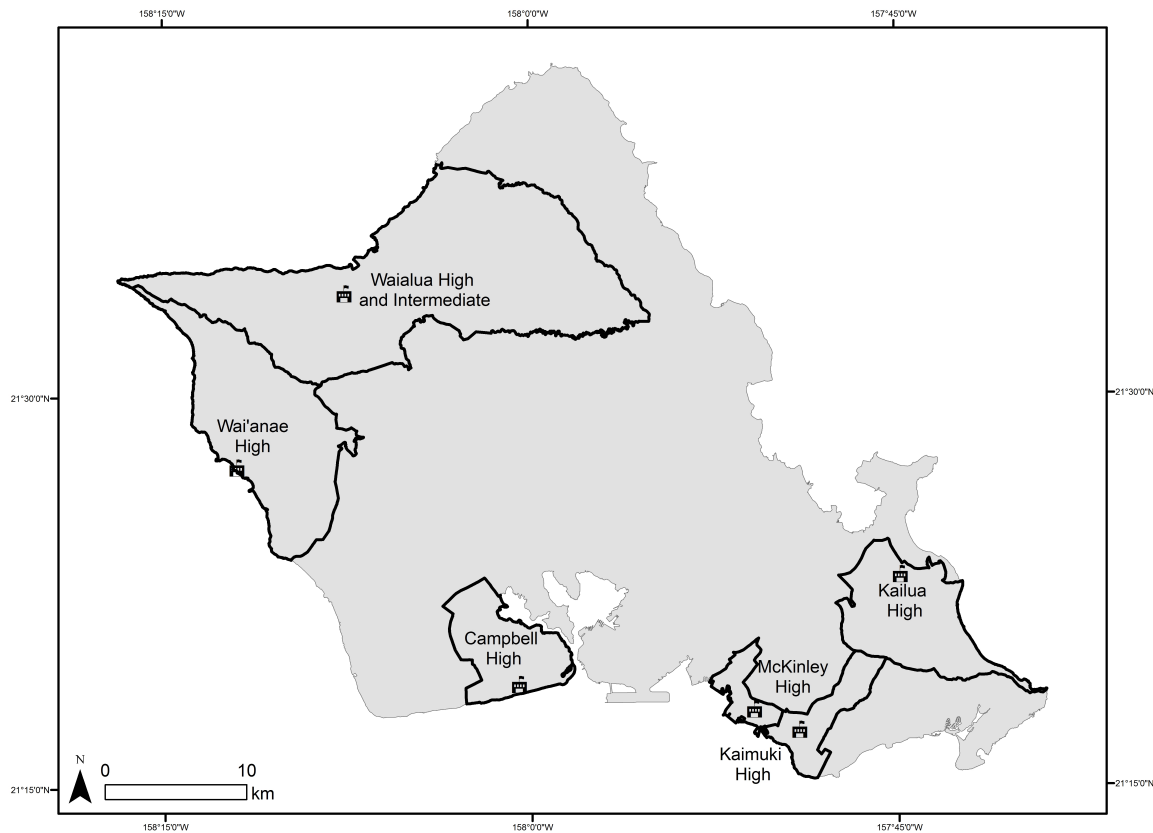 158°15'0"W
158°0'0"W
157°45'0"W
Waialua High
and Intermediate
21°30'0"N
21°30'0"N
Wai'anae
High
Kailua
High
Campbell
High
McKinley
High
Kaimuki
High
N
0
10
km
21°15'0"N
21°15'0"N
158°15'0"W
158°0'0"W
157°45'0"W